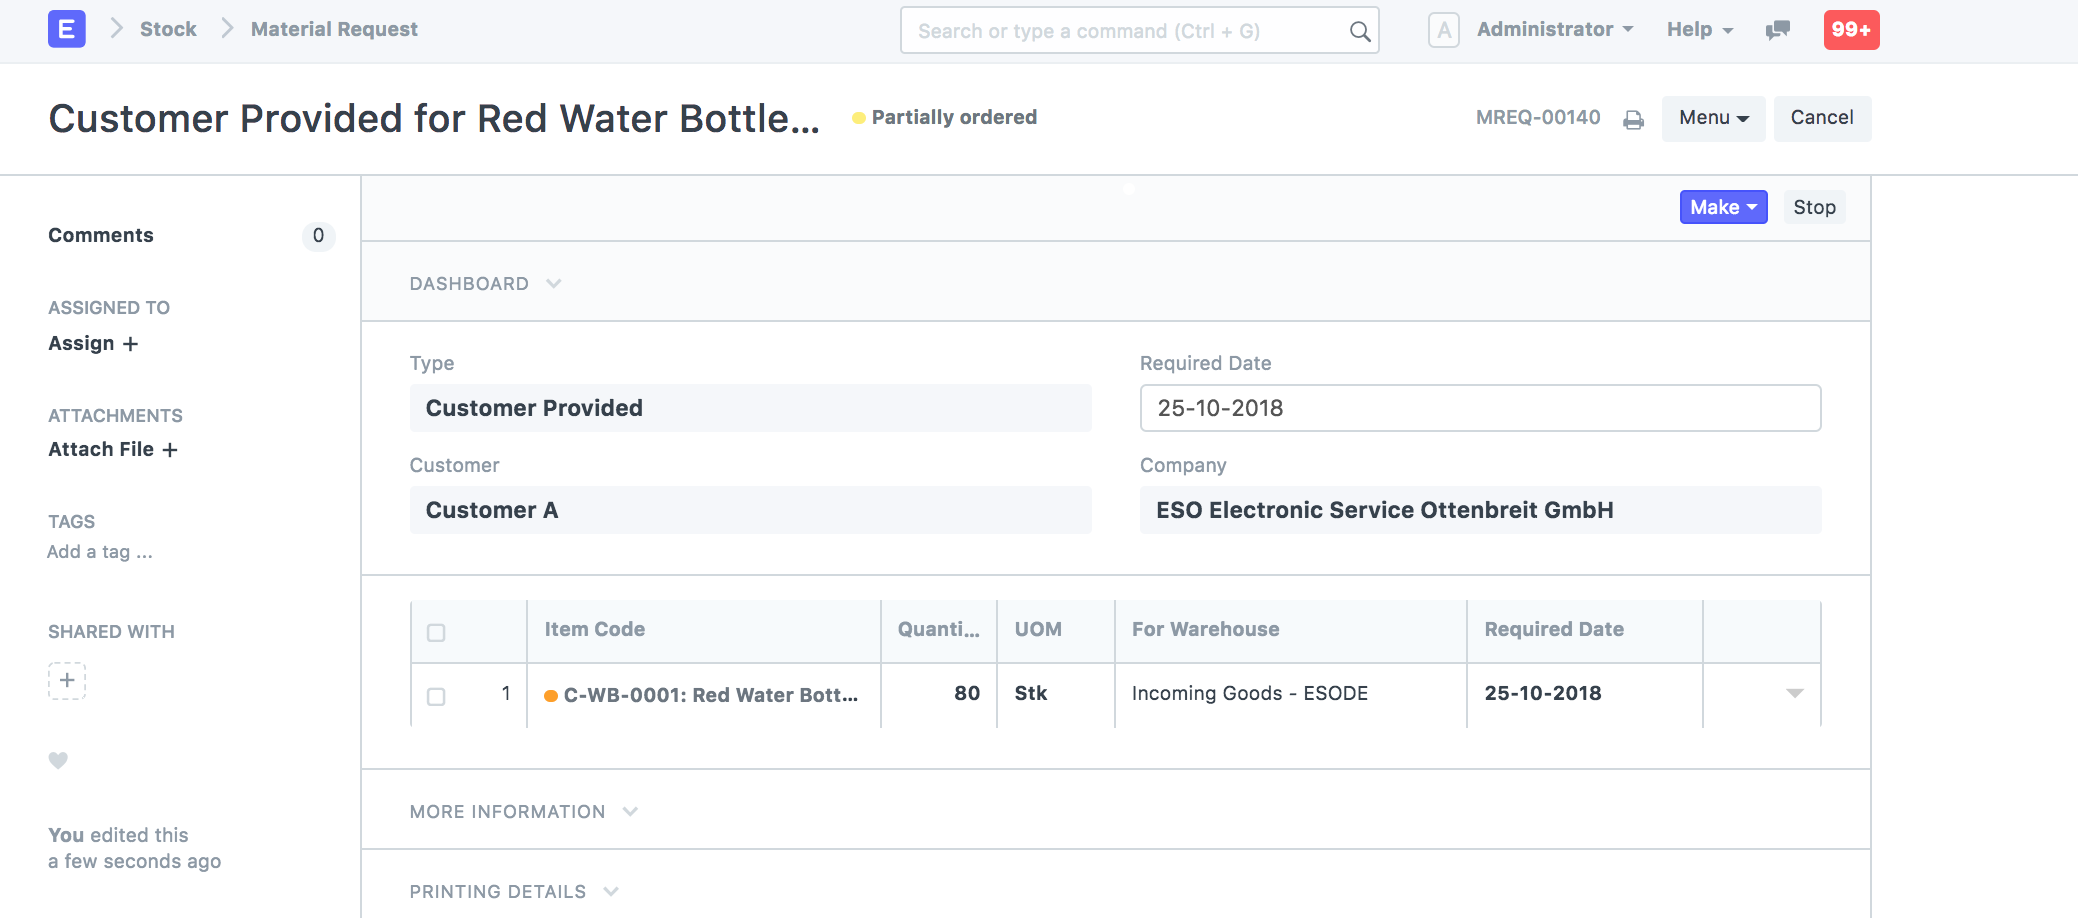 E Stock Material Request Search or type a command (Ctrl + G) A Administrator Help 99+
Customer Provided for Red Water Bottle... Partially ordered MREQ-00140 Menu Cancel
Make Stop
Comments 0
DASHBOARD
ASSIGNED TO
Assign +
Type Required Date
Customer Provided 25-10-2018
ATTACHMENTS
Attach File +
Customer Company
Customer A ESO Electronic Service Ottenbreit GmbH
TAGS
Add a tag ...
SHARED WITH
+
Item Code Quanti... UOM For Warehouse Required Date
1 C-WB-0001: Red Water Bott... 80 Stk Incoming Goods - ESODE 25-10-2018
MORE INFORMATION
You edited this
a few seconds ago
PRINTING DETAILS